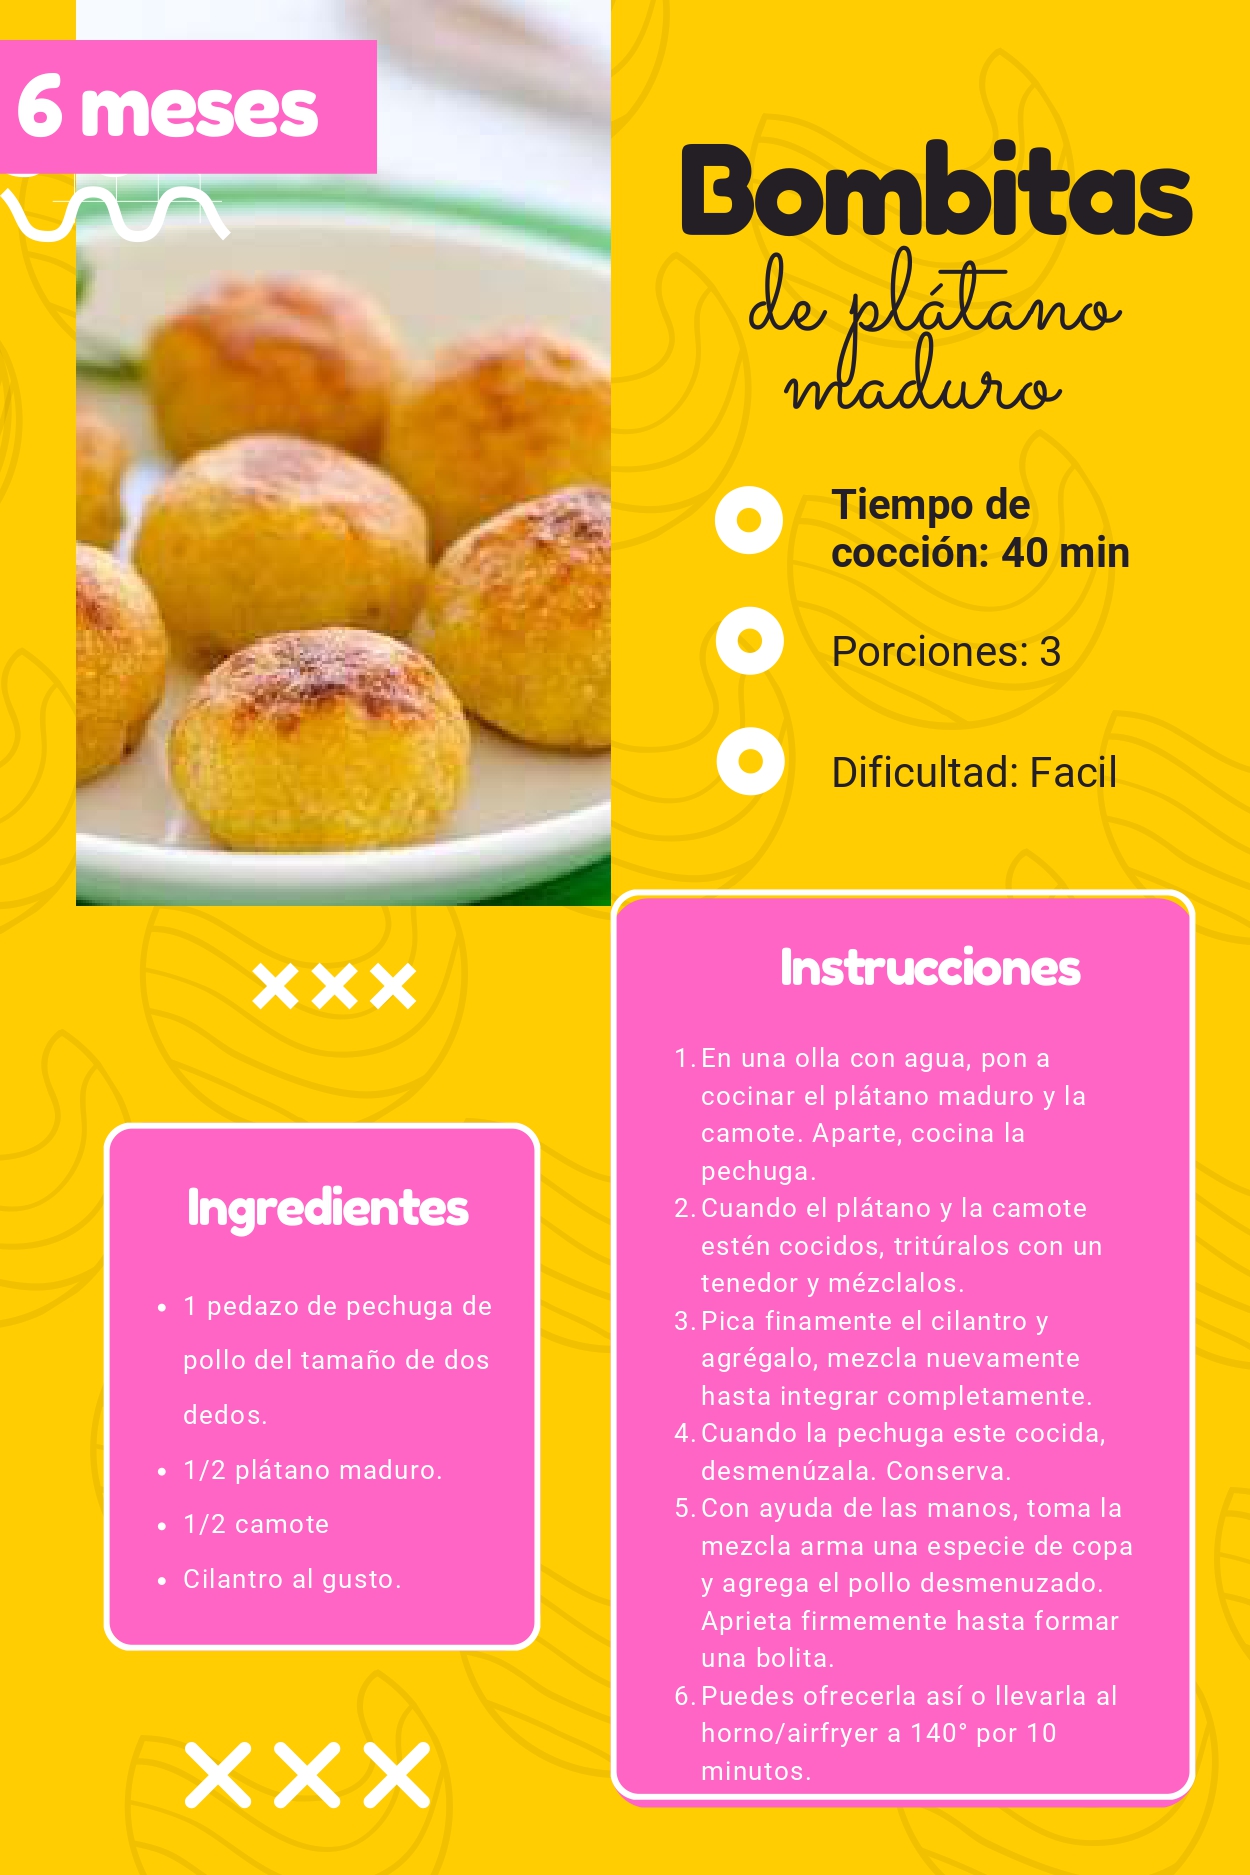 6 meses
Bombitas
de plátano
maduro
Tiempo de
cocción: 40 min
Porciones: 3
Dificultad: Facil
Ingredientes
• 1 pedazo de pechuga de
pollo del tamaño de dos
dedos.
• 1/2 plátano maduro.
• 1/2 camote
• Cilantro al gusto.
Instrucciones
1. En una olla con agua, pon a
cocinar el plátano maduro y la
camote. Aparte, cocina la
pechuga.
2. Cuando el plátano y la camote
estén cocidos, tritúralos con un
tenedor y mézclalos.
3. Pica finamente el cilantro y
agrégalo, mezcla nuevamente
hasta integrar completamente.
4. Cuando la pechuga este cocida,
desmenúzala. Conserva.
5. Con ayuda de las manos, toma la
mezcla arma una especie de copa
y agrega el pollo desmenuzado.
Aprieta firmemente hasta formar
una bolita.
6. Puedes ofrecerla así o llevarla al
horno/airfryer a 140° por 10
minutos.